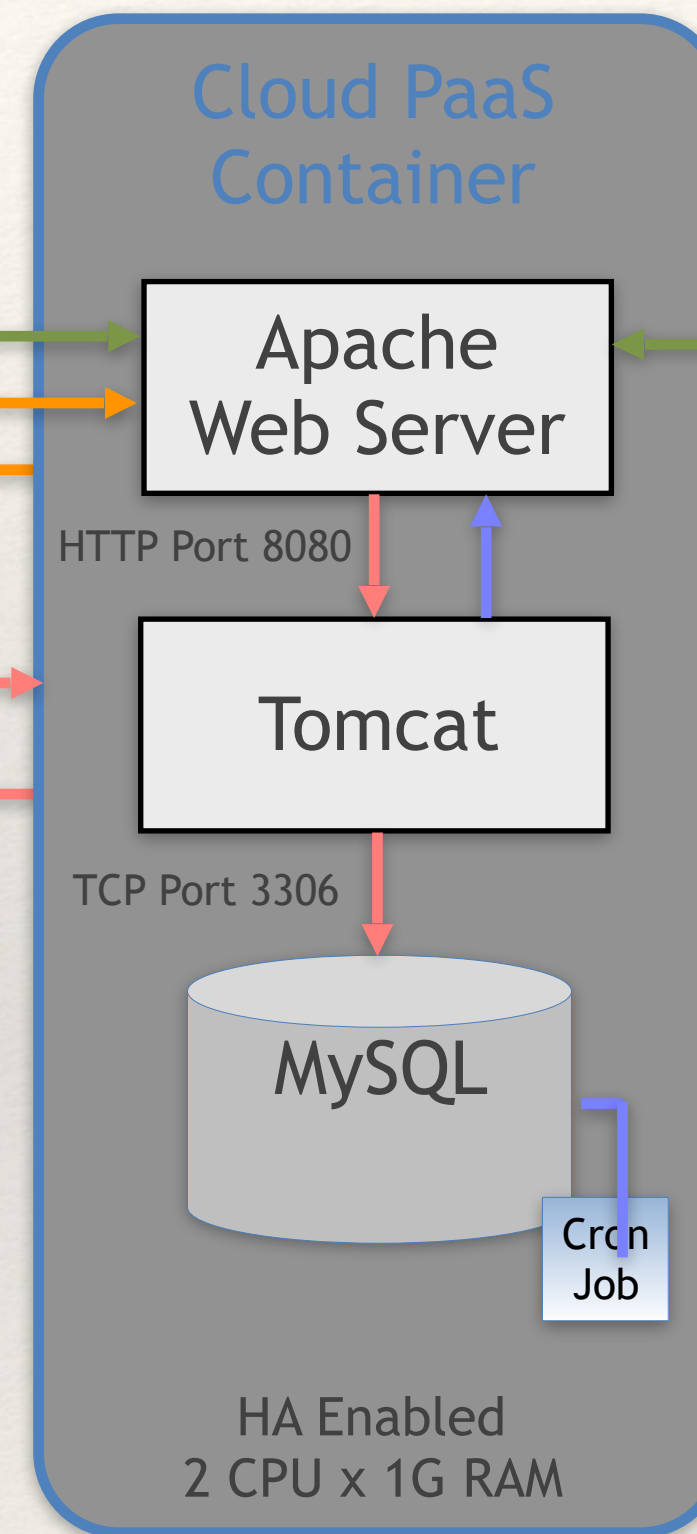 Cloud PaaS
Container
Apache
Web Server
HTTP Port 8080
Tomcat
TCP Port 3306
MySQL
Cron
Job
HA Enabled
2 CPU x 1G RAM